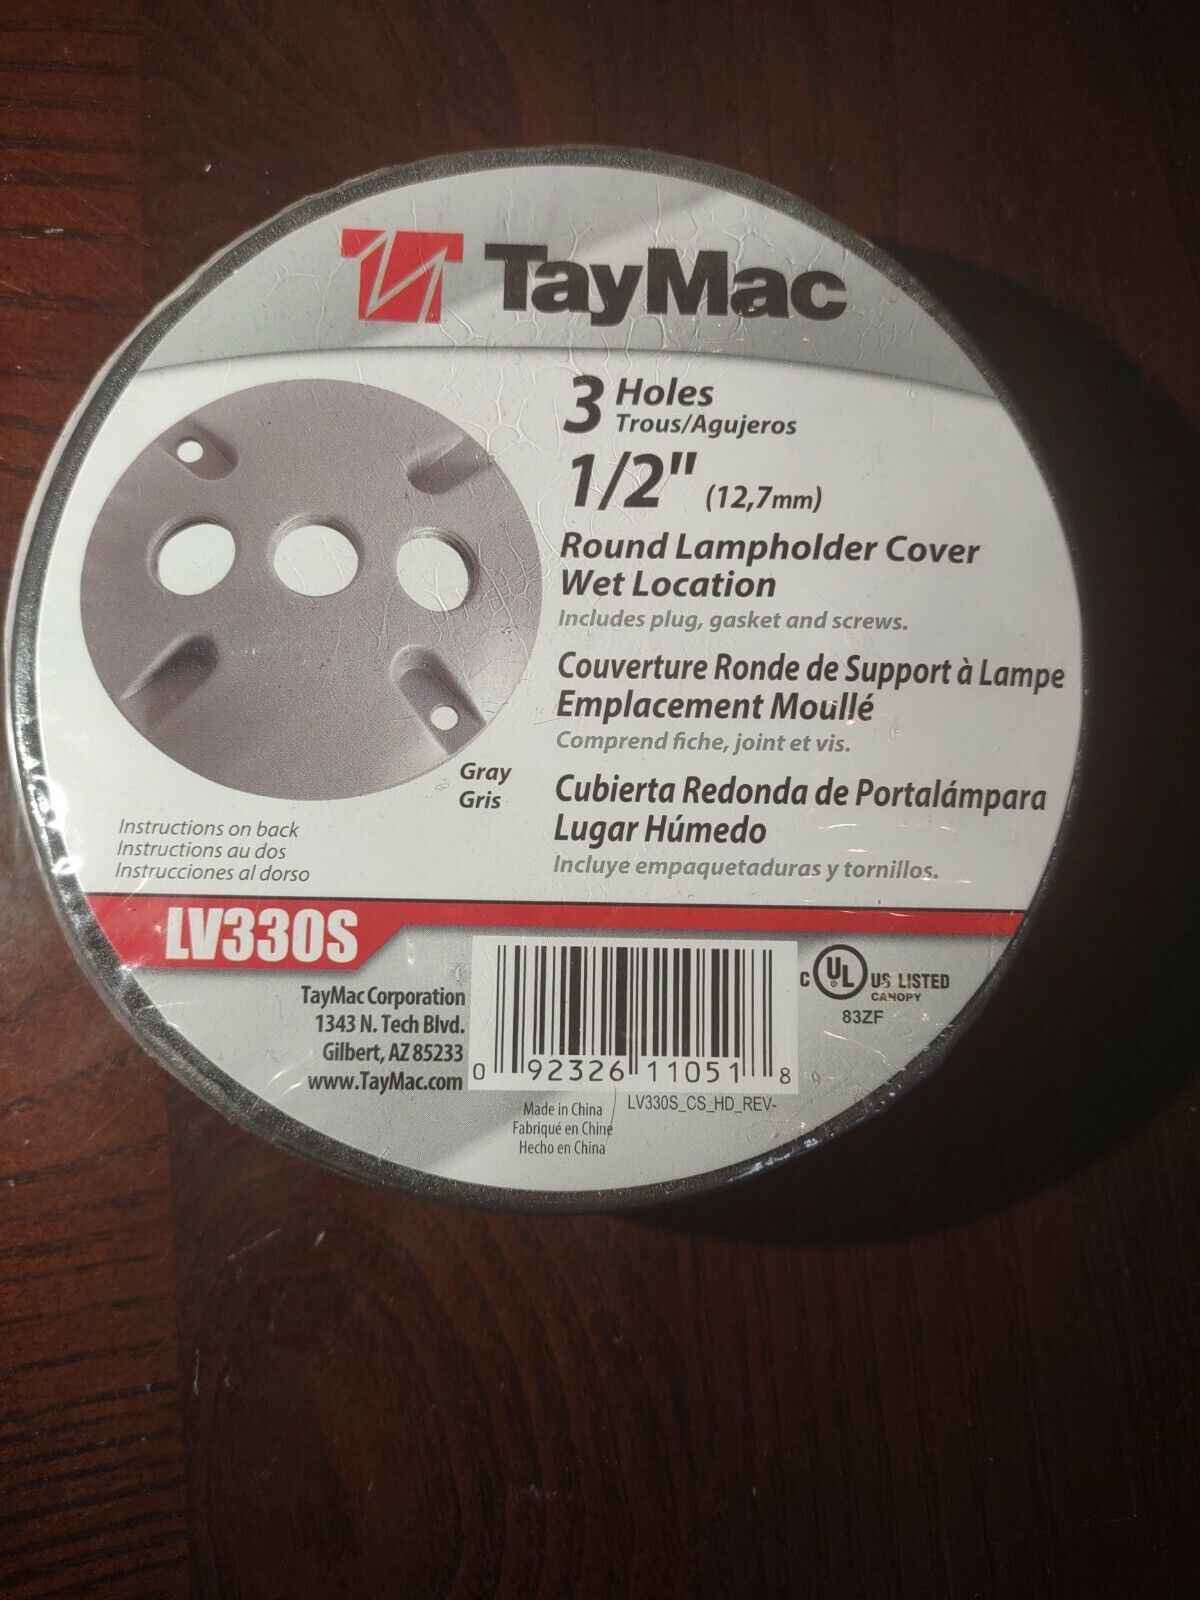 TayMac
3 Holes
Trous/Agujeros
1/2" (12,7mm)
Round Lampholder Cover
Wet Location
Includes plug, gasket and screws.
Couverture Ronde de Support à Lampe
Emplacement Moullé
Comprend fiche, joint et vis.
Cubierta Redonda de Portalámpara
Lugar Húmedo
Incluye empaquetaduras y tornillos.
Gray
Gris
Instructions on back
Instructions au dos
Instrucciones al dorso
LV330S
TayMac Corporation
1343 N. Tech Blvd.
Gilbert, AZ 85233
www.TayMac.com
0 92326 11051 8
C UL ® US LISTED
CANOPY
83ZF
Made in China
Fabriqué en Chine
Hecho en China
LV330S_CS_HD_REV-